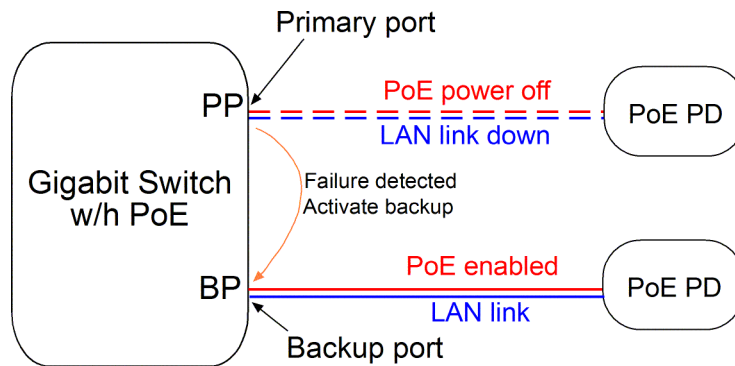 Primary port
PP
PoE power off
LAN link down
PoE PD
Gigabit Switch
w/h PoE
Failure detected
Activate backup
BP
PoE enabled
LAN link
PoE PD
Backup port